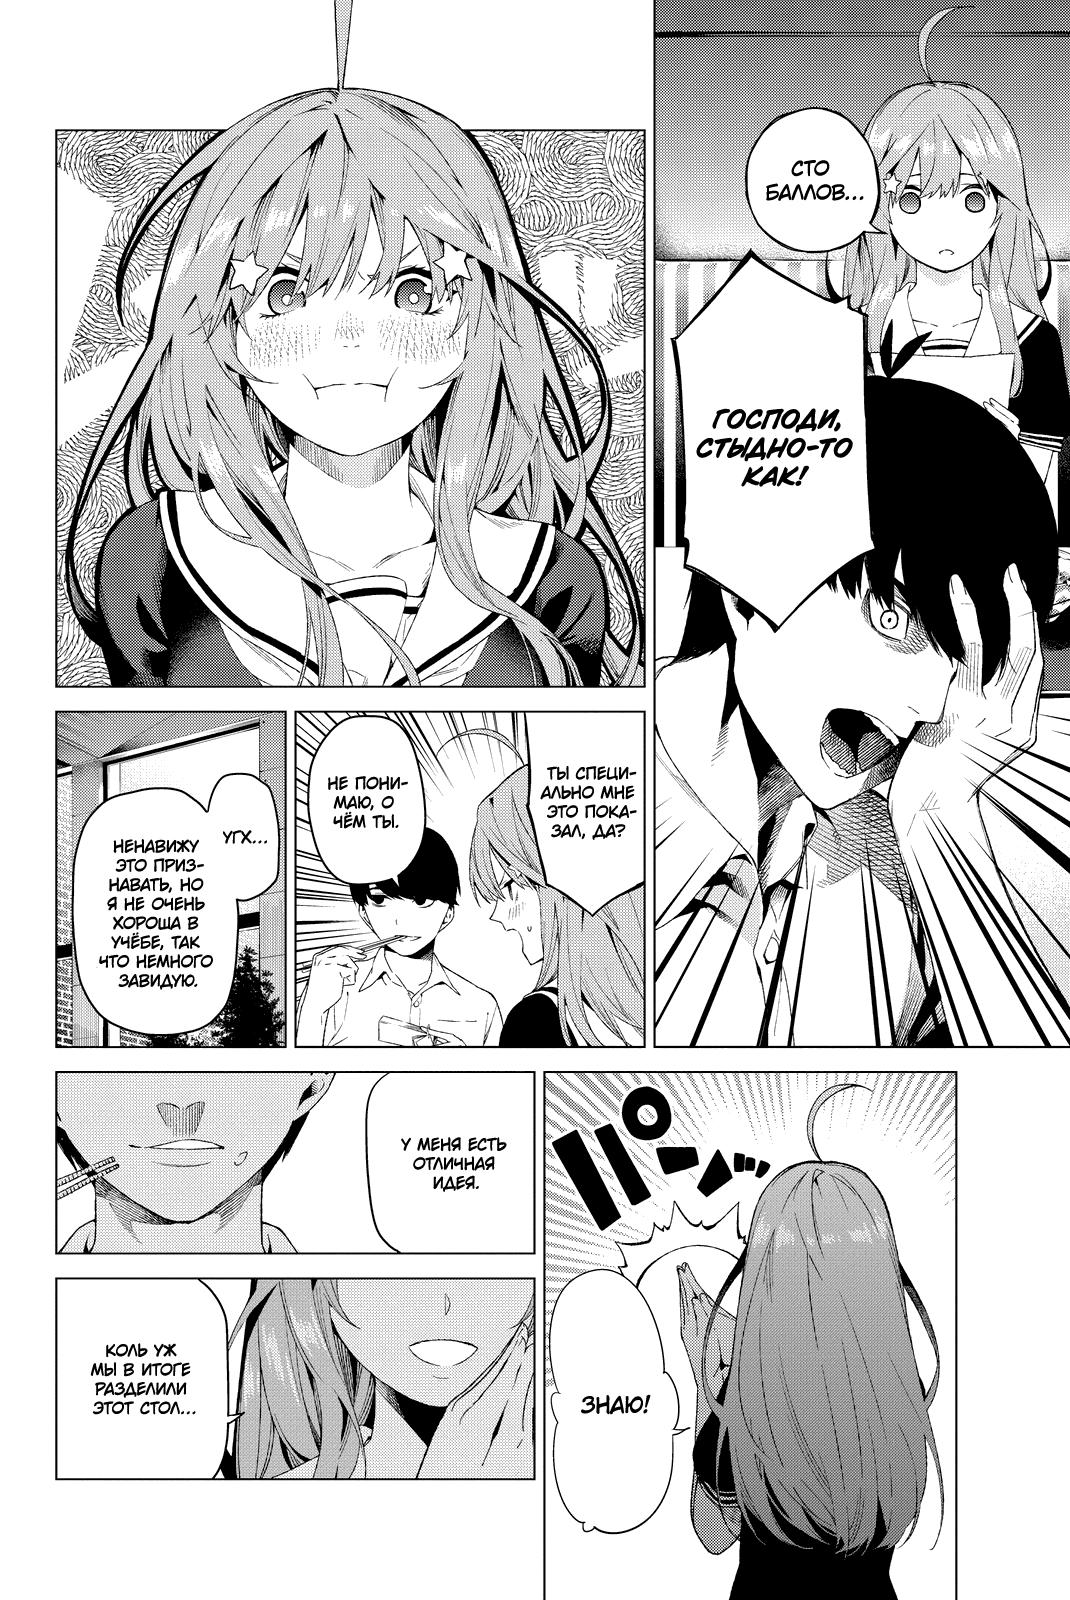 СТО
БАЛЛОВ...
ГОСПОДИ,
СТЫДНО-ТО
КАК!
ТЫ СПЕЦИ-
АЛЬНО МНЕ
ЭТО ПОКА-
ЗАЛ, ДА?
НЕ ПОНИ-
МАЮ, О
ЧЁМ ТЫ.
УГХ...
НЕНАВИЖУ
ЭТО ПРИЗ-
НАВАТЬ, НО
Я НЕ ОЧЕНЬ
ХОРОША В
УЧЁБЕ, ТАК
ЧТО НЕМНОГО
ЗАВИДУЮ.
パン
ЗНАЮ!
У МЕНЯ ЕСТЬ
ОТЛИЧНАЯ
ИДЕЯ.
КОЛЬ УЖ
МЫ В ИТОГЕ
РАЗДЕЛИЛИ
ЭТОТ СТОЛ...